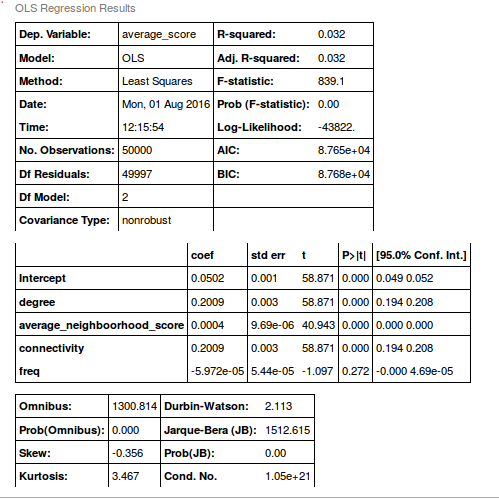 OLS Regression Results
Dep. Variable: average_score R-squared: 0.032
Model: OLS Adj. R-squared: 0.032
Method: Least Squares F-statistic: 839.1
Date: Mon, 01 Aug 2016 Prob (F-statistic): 0.00
Time: 12:15:54 Log-Likelihood: -43822.
No. Observations: 50000 AIC: 8.765e+04
Df Residuals: 49997 BIC: 8.768e+04
Df Model: 2
Covariance Type: nonrobust
coef std err t P>|t| [95.0% Conf. Int.]
Intercept 0.0502 0.001 58.871 0.000 0.049 0.052
degree 0.2009 0.003 58.871 0.000 0.194 0.208
average_neighboorhood_score 0.0004 9.69e-06 40.943 0.000 0.000 0.000
connectivity 0.2009 0.003 58.871 0.000 0.194 0.208
freq -5.972e-05 5.44e-05 -1.097 0.272 -0.000 4.69e-05
Omnibus: 1300.814 Durbin-Watson: 2.113
Prob(Omnibus): 0.000 Jarque-Bera (JB): 1512.615
Skew: -0.356 Prob(JB): 0.00
Kurtosis: 3.467 Cond. No. 1.05e+21